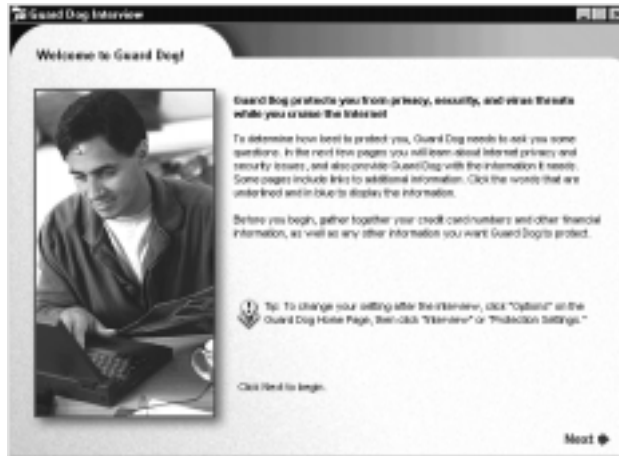 Guard Dog Interview
Welcome to Guard Dog!
Guard Dog protects you from privacy, security, and virus threats
while you cruise the Internet
To determine how best to protect you, Guard Dog needs to ask you some
questions. In the next few pages you will learn about Internet privacy and
security issues, and also provide Guard Dog with the information it needs.
Some pages include links to additional information. Click the words that are
underlined and in blue to display the information.
Before you begin, gather together your credit card numbers and other financial
information, as well as any other information you want Guard Dog to protect.
Tip: To change your setting after the interview, click "Options" on the
Guard Dog Home Page, then click "Interview" or "Protection Settings."
Click Next to begin.
Next